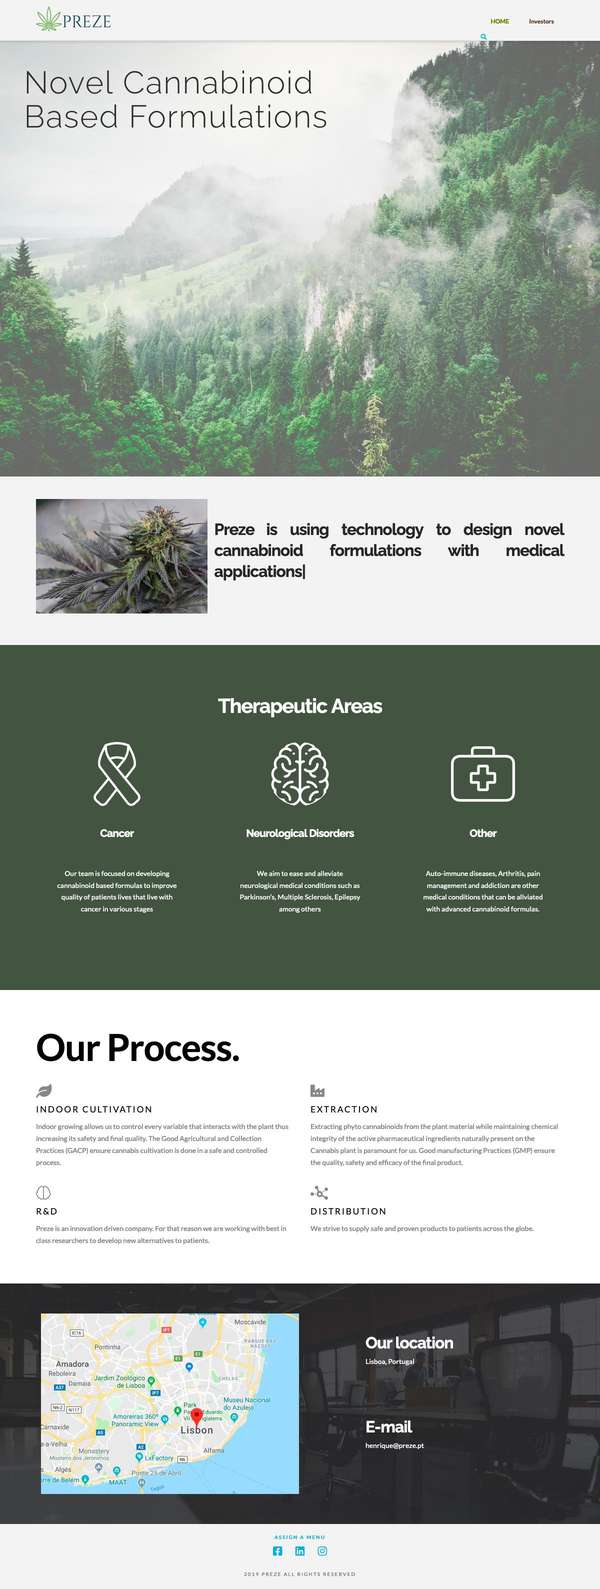 PREZE
HOME
Investors
Novel Cannabinoid
Based Formulations
Preze is using technology to design novel
cannabinoid formulations with medical
applications|
Therapeutic Areas
Cancer
Our team is focused on developing
cannabinoid based formulas to improve
quality of patients lives that live with
cancer in various stages
Neurological Disorders
We aim to ease and alleviate
neurological medical conditions such as
Parkinson's, Multiple Sclerosis, Epilepsy
among others
Other
Auto-immune diseases, Arthritis, pain
management and addiction are other
medical conditions that can be allviated
with advanced cannabinoid formulas.
Our Process.
INDOOR CULTIVATION
Indoor growing allows us to control every variable that interacts with the plant thus
increasing its safety and final quality. The Good Agricultural and Collection
Practices (GACP) ensure cannabis cultivation is done in a safe and controlled
process.
EXTRACTION
Extracting phyto cannabinoids from the plant material while maintaining chemical
integrity of the active pharmaceutical ingredients naturally present on the
Cannabis plant is paramount for us. Good manufacturing Practices (GMP) ensure
the quality, safety and efficacy of the final product.
R&D
Preze is an innovation driven company. For that reason we are working with best in
class researchers to develop new alternatives to patients.
DISTRIBUTION
We strive to supply safe and proven products to patients across the globe.
Moscavide
Pontinha
Amadora
Reboleira
Damaia
Jardim Zoológico
de Lisboa
CHELAS
Museu Nacional
do Azulejo
Park
Amoreiras 360°
Panoramic View
Lisbon
Alfama
Monastery
Mosteiro dos Jerónimos
LxFactory
Algés
MAAT
Ponte 25 de Abril
re de Belém
Our location
Lisboa, Portugal
E-mail
henrique@preze.pt
ASSIGN A MENU
2019 PREZE ALL RIGHTS RESERVED